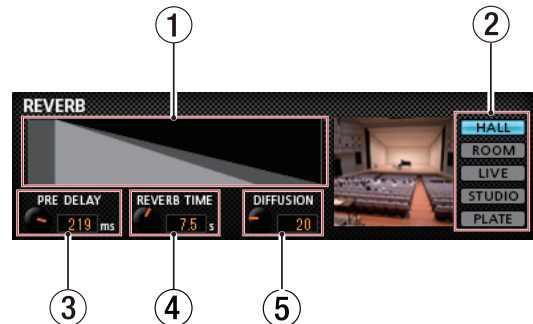 1
2
REVERB
HALL
ROOM
LIVE
STUDIO
PLATE
PRE DELAY
219 ms
REVERB TIME
7.5 s
DIFFUSION
20
3
4
5